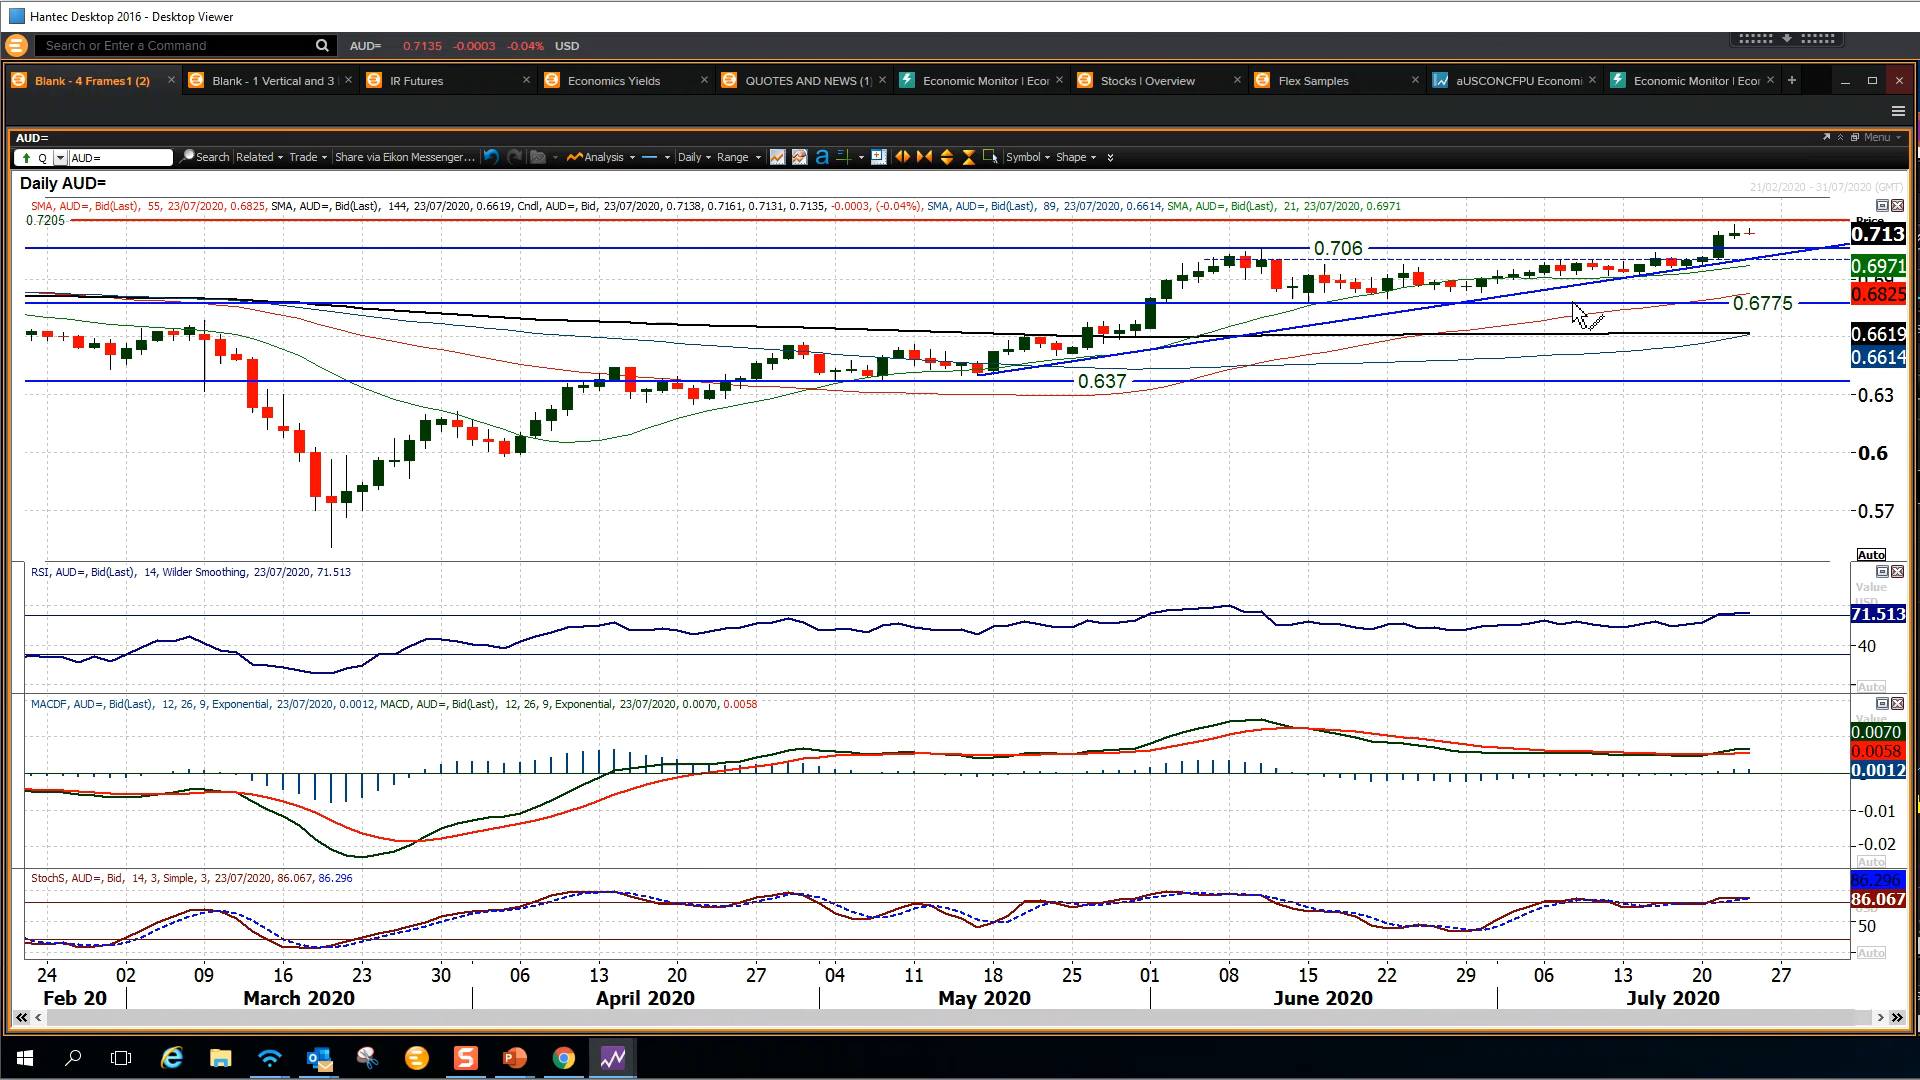 Hantec Desktop 2016 - Desktop Viewer
Search or Enter a Command AUD= 0.7135 -0.0003 -0.04% USD
Blank - 4 Frames1 (2) Blank - 1 Vertical and 3 IR Futures Economics Yields QUOTES AND NEWS (1) Economic Monitor | Ecor Stocks | Overview Flex Samples aUSCONCFPU Economi Economic Monitor | Ecor
AUD= Menu
Q AUD= Search Related Trade Share via Eikon Messenger... Analysis Daily Range a Symbol Shape
Daily AUD=
21/02/2020 - 31/07/2020 (GMT)
SMA, AUD=, Bid(Last), 55, 23/07/2020, 0.6825, SMA, AUD=, Bid(Last), 144, 23/07/2020, 0.6619, Cndl, AUD=, Bid, 23/07/2020, 0.7138, 0.7161, 0.7131, 0.7135, -0.0003, (-0.04%), SMA, AUD=, Bid(Last), 89, 23/07/2020, 0.6614, SMA, AUD=, Bid(Last), 21, 23/07/2020, 0.6971
0.7205
Price
0.713
0.706
0.6971
0.6825
0.6775
0.6619
0.6614
0.637
0.63
0.6
0.57
Auto
RSI, AUD=, Bid(Last), 14, Wilder Smoothing, 23/07/2020, 71.513
Value
USD
71.513
40
Auto
MACDF, AUD=, Bid(Last), 12, 26, 9, Exponential, 23/07/2020, 0.0012, MACD, AUD=, Bid(Last), 12, 26, 9, Exponential, 23/07/2020, 0.0070, 0.0058
Value
0.0070
0.0058
0.0012
-0.01
-0.02
Auto
StochS, AUD=, Bid, 14, 3, Simple, 3, 23/07/2020, 86.067, 86.296
86.296
86.067
50
Auto
24 02 09 16 23 30 06 13 20 27 04 11 18 25 01 08 15 22 29 06 13 20 27
Feb 20 March 2020 April 2020 May 2020 June 2020 July 2020